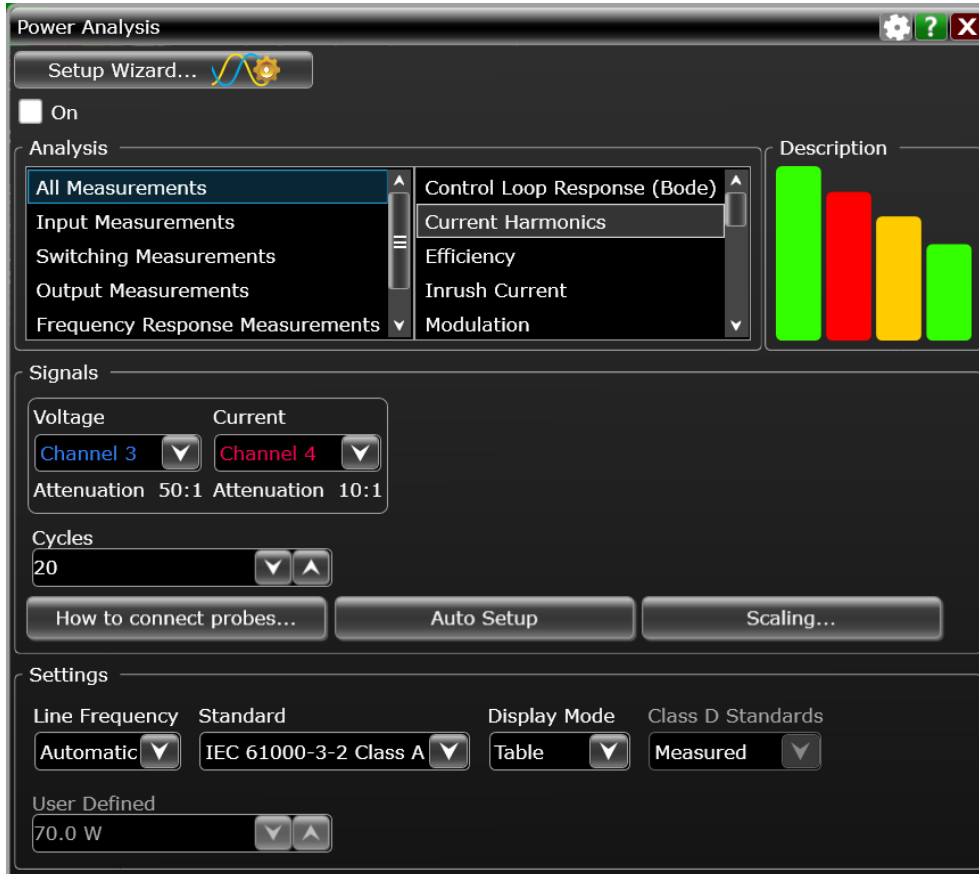 Power Analysis
?
X
Setup Wizard...
On
Analysis
Description
All Measurements
Input Measurements
Switching Measurements
Output Measurements
Frequency Response Measurements
Control Loop Response (Bode)
Current Harmonics
Efficiency
Inrush Current
Modulation
Signals
Voltage
Current
Channel 3
Channel 4
Attenuation 50:1
Attenuation 10:1
Cycles
20
How to connect probes...
Auto Setup
Scaling...
Settings
Line Frequency
Standard
Display Mode
Class D Standards
Automatic
IEC 61000-3-2 Class A
Table
Measured
User Defined
70.0 W